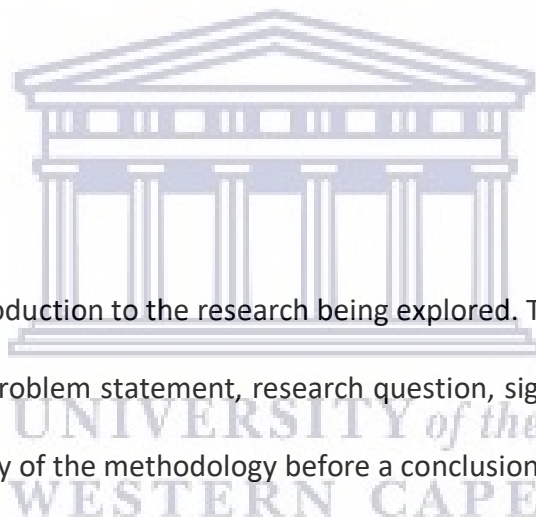 oduction to the research being explored. T
roblem statement, research question, sig
UNIVERSITY of the
y of the methodology before a conclusion
WESTERN CAPE